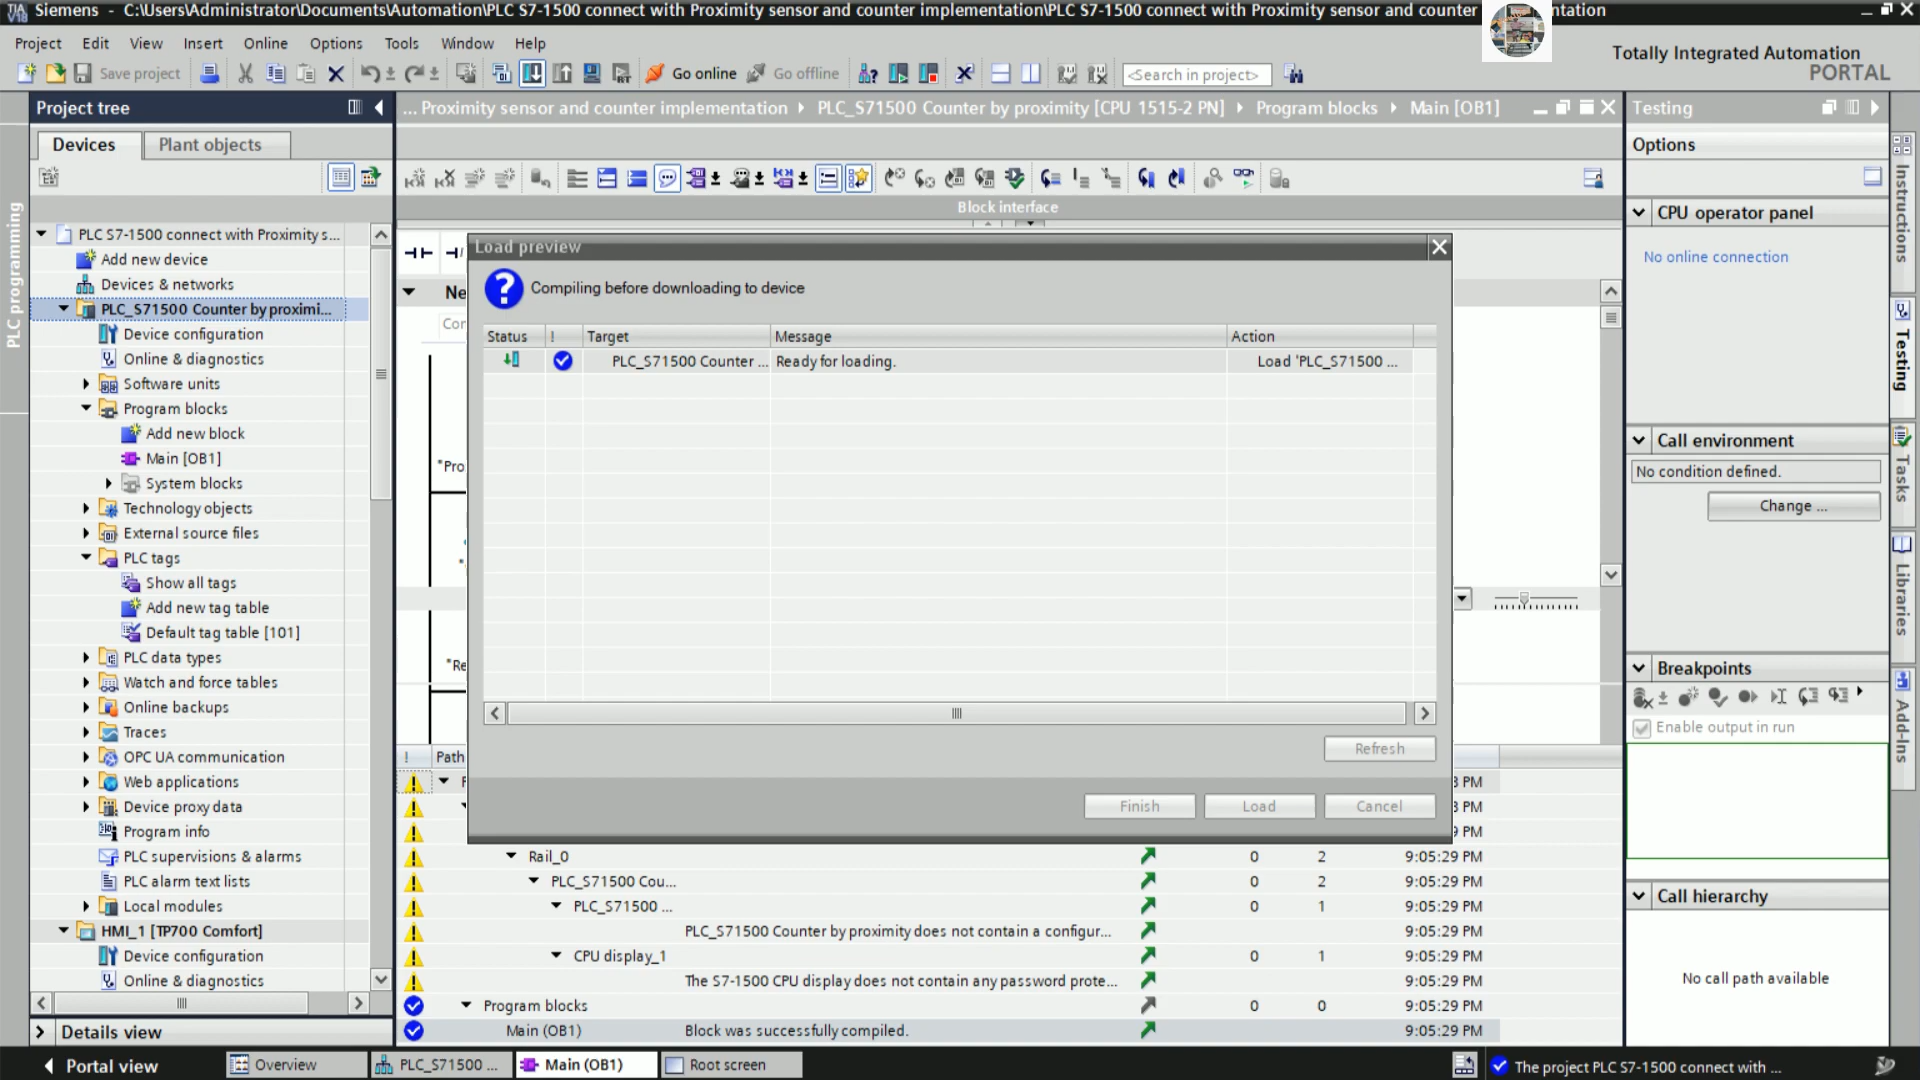 Siemens - C:\Users\Administrator\Documents\Automation\PLC S7-1500 connect with Proximity sensor and counter implementation\PLC S7-1500 connect with Proximity sensor and counter entation
Project Edit View Insert Online Options Tools Window Help
Totally Integrated Automation
PORTAL
Save project Go online Go offline <Search in project>
Project tree
... Proximity sensor and counter implementation PLC_S71500 Counter by proximity [CPU 1515-2 PN] Program blocks Main [OB1]
Testing
Devices Plant objects
Options
Block interface
PLC programming
CPU operator panel
No online connection
Call environment
No condition defined.
Change ...
Breakpoints
Enable output in run
Call hierarchy
No call path available
Instructions
Testing
Tasks
Libraries
Add-Ins
PLC S7-1500 connect with Proximity s...
Add new device
Devices & networks
PLC_S71500 Counter by proximi...
Device configuration
Online & diagnostics
Software units
Program blocks
Add new block
Main [OB1]
System blocks
Technology objects
External source files
PLC tags
Show all tags
Add new tag table
Default tag table [101]
PLC data types
Watch and force tables
Online backups
Traces
OPC UA communication
Web applications
Device proxy data
Program info
PLC supervisions & alarms
PLC alarm text lists
Local modules
HMI_1 [TP700 Comfort]
Device configuration
Online & diagnostics
Details view
Ne
Con
"Pro
"Re
Load preview
Compiling before downloading to device
Status ! Target Message Action
PLC_S71500 Counter ... Ready for loading. Load 'PLC_S71500 ...
Refresh
Finish Load Cancel
! Path
3 PM
3 PM
9 PM
Rail_0 0 2 9:05:29 PM
PLC_S71500 Cou... 0 2 9:05:29 PM
PLC_S71500 ... 0 1 9:05:29 PM
PLC_S71500 Counter by proximity does not contain a configur... 9:05:29 PM
CPU display_1 0 1 9:05:29 PM
The S7-1500 CPU display does not contain any password prote... 9:05:29 PM
Program blocks 0 0 9:05:29 PM
Main (OB1) Block was successfully compiled. 9:05:29 PM
Portal view Overview PLC_S71500 ... Main (OB1) Root screen The project PLC S7-1500 connect with ...